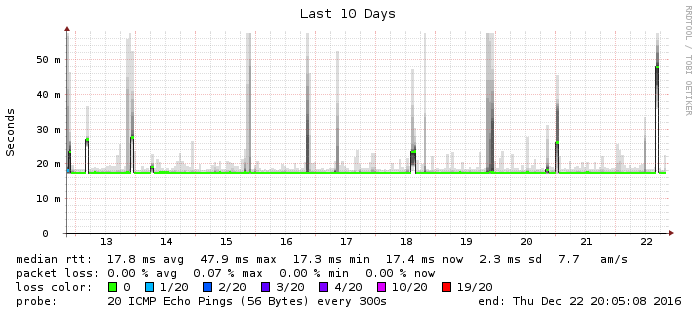 Last 10 Days
RRDTOOL / TOBI OETIKER
Seconds
50 m
40 m
30 m
20 m
10 m
0
13 14 15 16 17 18 19 20 21 22
median rtt: 17.8 ms avg 47.9 ms max 17.3 ms min 17.4 ms now 2.3 ms sd 7.7 am/s
packet loss: 0.00 % avg 0.07 % max 0.00 % min 0.00 % now
loss color: 0 1/20 2/20 3/20 4/20 10/20 19/20
probe: 20 ICMP Echo Pings (56 Bytes) every 300s end: Thu Dec 22 20:05:08 2016